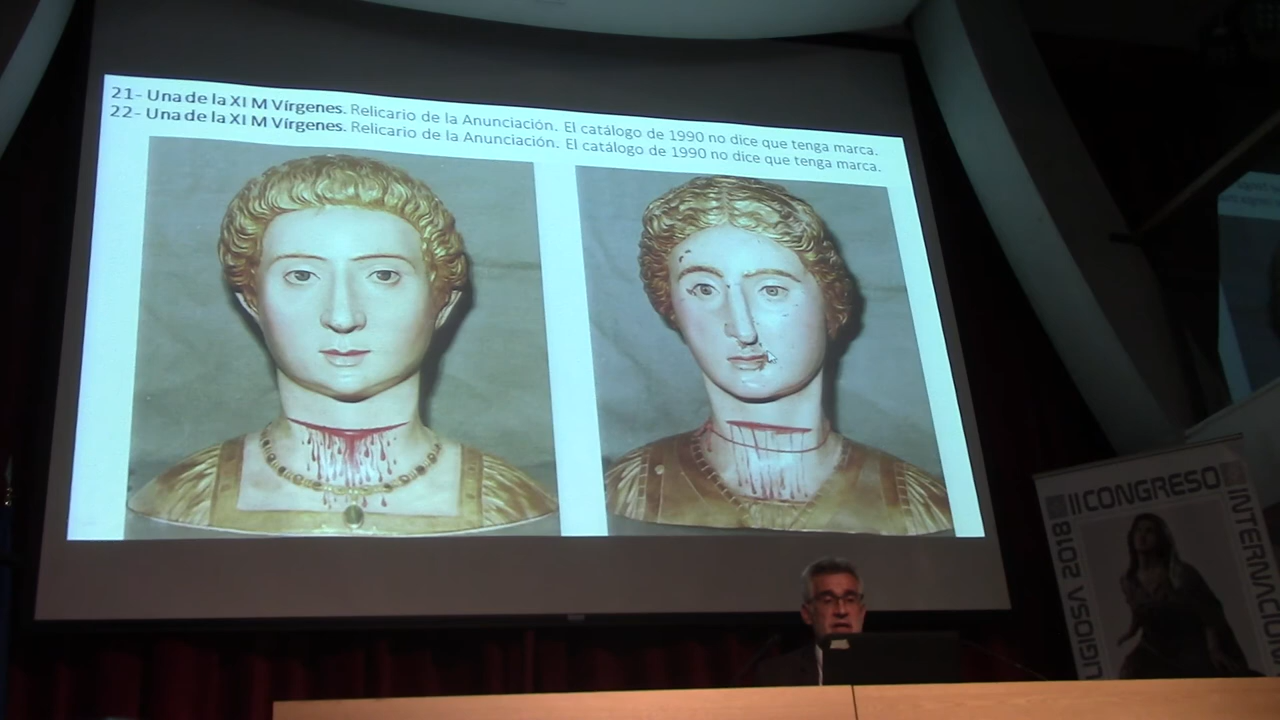 21- Una de la XI M Vírgenes. Relicario de la Anunciación. El catálogo de 1990 no dice que tenga marca.
22- Una de la XI M Vírgenes. Relicario de la Anunciación. El catálogo de 1990 no dice que tenga marca.
II CONGRESO
INTERNACION
LIGIOSA 2018